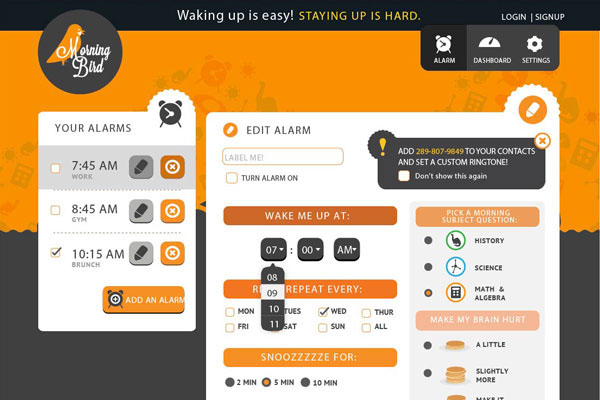 Waking up is easy! STAYING UP IS HARD.
LOGIN | SIGNUP
Morning
Bird
ALARM
DASHBOARD
SETTINGS
YOUR ALARMS
7:45 AM
WORK
8:45 AM
GYM
10:15 AM
BRUNCH
ADD AN ALARM
EDIT ALARM
LABEL ME!
TURN ALARM ON
ADD 289-807-9849 TO YOUR CONTACTS
AND SET A CUSTOM RINGTONE!
Don't show this again
WAKE ME UP AT:
07 : 00 AM
08
09
10
11
REPEAT EVERY:
MON TUES WED THUR
FRI SAT SUN ALL
SNOOZZZZZE FOR:
2 MIN 5 MIN 10 MIN
PICK A MORNING
SUBJECT QUESTION:
HISTORY
SCIENCE
MATH &
ALGEBRA
MAKE MY BRAIN HURT
A LITTLE
SLIGHTLY
MORE
MAKE IT